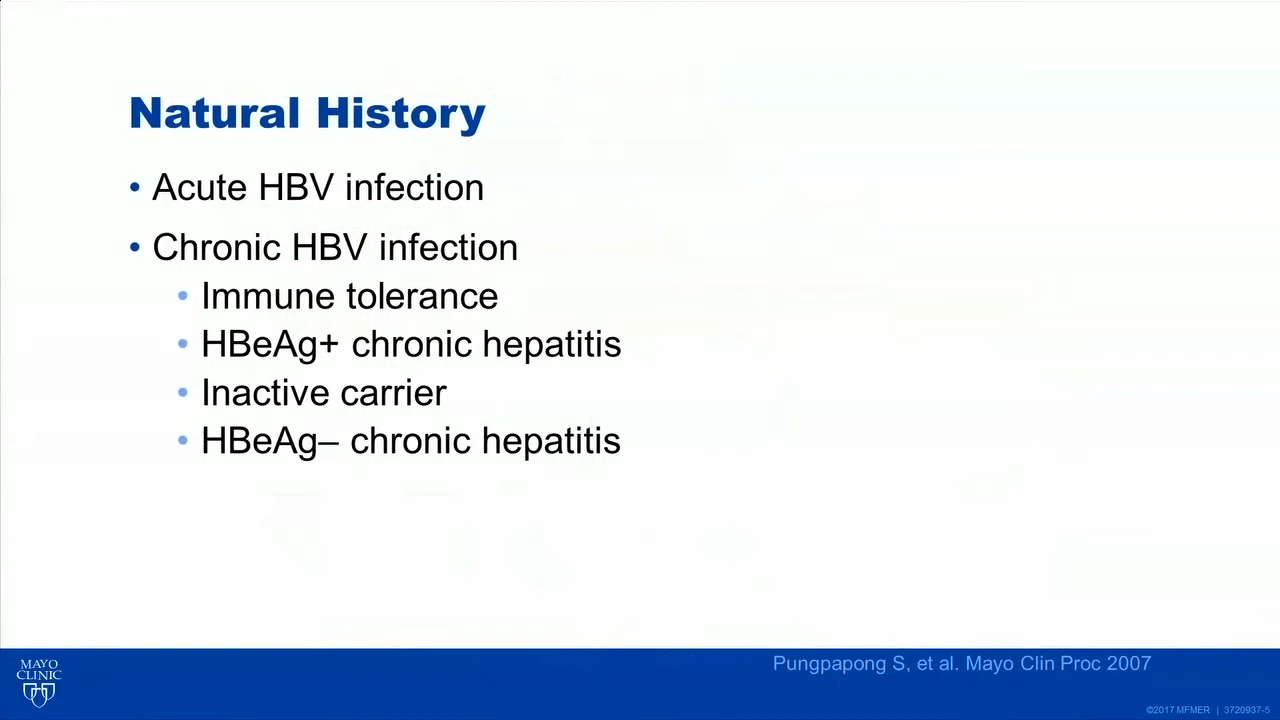 Natural History
• Acute HBV infection
• Chronic HBV infection
• Immune tolerance
• HBeAg+ chronic hepatitis
• Inactive carrier
• HBeAg– chronic hepatitis
MAYO
CLINIC
Pungpapong S, et al. Mayo Clin Proc 2007
©2017 MFMER | 3720937-5